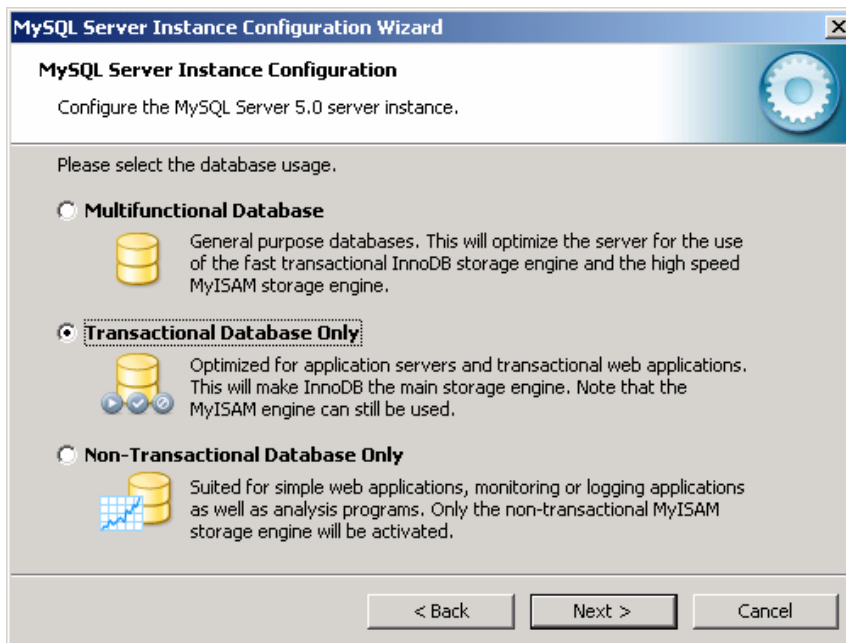 MySQL Server Instance Configuration Wizard
MySQL Server Instance Configuration
Configure the MySQL Server 5.0 server instance.
Please select the database usage.
Multifunctional Database
General purpose databases. This will optimize the server for the use
of the fast transactional InnoDB storage engine and the high speed
MyISAM storage engine.
Transactional Database Only
Optimized for application servers and transactional web applications.
This will make InnoDB the main storage engine. Note that the
MyISAM engine can still be used.
Non-Transactional Database Only
Suited for simple web applications, monitoring or logging applications
as well as analysis programs. Only the non-transactional MyISAM
storage engine will be activated.
< Back Next > Cancel